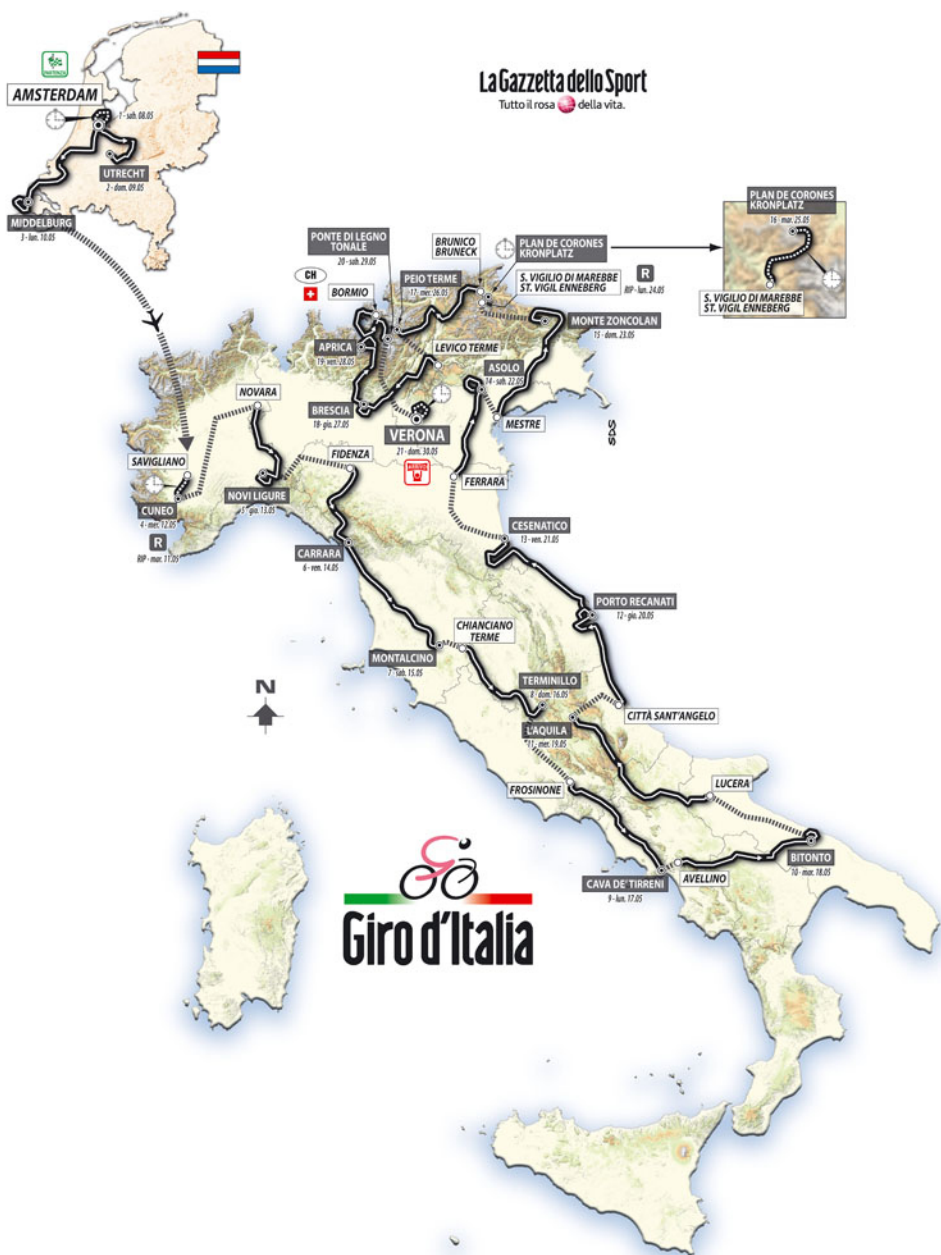 PARTENZA
AMSTERDAM
1 - sab. 08.05
UTRECHT
2 - dom. 09.05
MIDDELBURG
3 - lun. 10.05
La Gazzetta dello Sport
Tutto il rosa della vita.
PLAN DE CORONES
KRONPLATZ
16 - mar. 25.05
S. VIGILIO DI MAREBBE
ST. VIGIL ENNEBERG
PONTE DI LEGNO
TONALE
20 - sab. 29.05
BRUNICO
BRUNECK
PLAN DE CORONES
KRONPLATZ
CH
PEIO TERME
17 - mer. 26.05
S. VIGILIO DI MAREBBE
ST. VIGIL ENNEBERG
R
RIP - lun. 24.05
BORMIO
MONTE ZONCOLAN
15 - dom. 23.05
APRICA
19 - ven. 28.05
LEVICO TERME
ASOLO
14 - sab. 22.05
NOVARA
BRESCIA
18 - gio. 27.05
MESTRE
VERONA
21 - dom. 30.05
SDS
SAVIGLIANO
FIDENZA
ARRIVO
FERRARA
CUNEO
4 - mer. 12.05
NOVI LIGURE
5 - gio. 13.05
R
RIP - mar. 11.05
CESENATICO
13 - ven. 21.05
CARRARA
6 - ven. 14.05
PORTO RECANATI
12 - gio. 20.05
CHIANCIANO
TERME
MONTALCINO
7 - sab. 15.05
TERMINILLO
8 - dom. 16.05
N
L'AQUILA
11 - mer. 19.05
CITTÀ SANT'ANGELO
FROSINONE
LUCERA
BITONTO
10 - mar. 18.05
CAVA DE' TIRRENI
9 - lun. 17.05
AVELLINO
Giro d'Italia